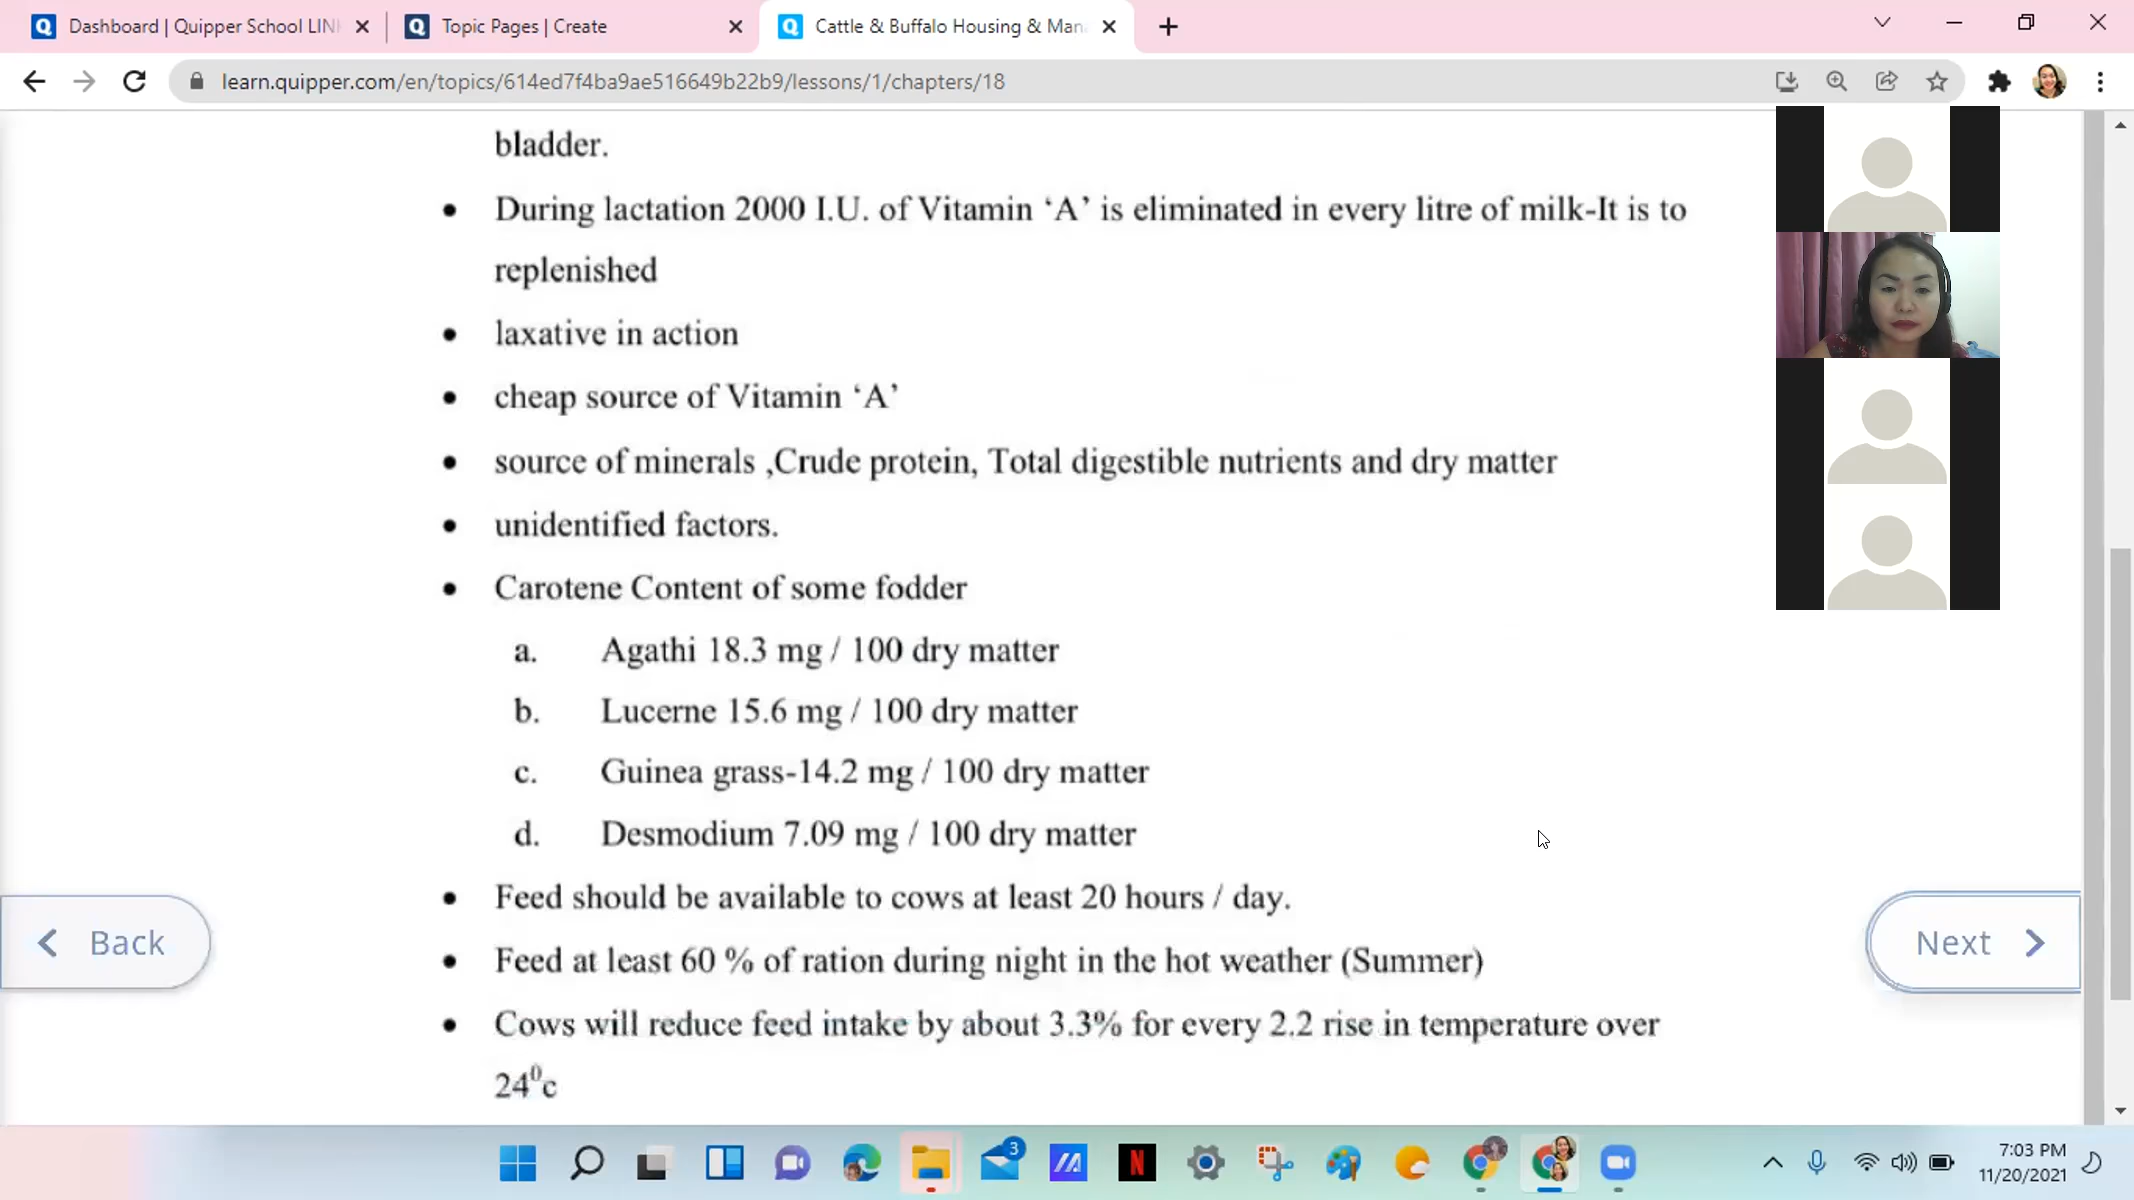 Dashboard | Quipper School LINK
Topic Pages | Create
Cattle & Buffalo Housing & Man
learn.quipper.com/en/topics/614ed7f4ba9ae516649b22b9/lessons/1/chapters/18
bladder.
• During lactation 2000 I.U. of Vitamin ‘A’ is eliminated in every litre of milk-It is to
replenished
• laxative in action
• cheap source of Vitamin ‘A’
• source of minerals ,Crude protein, Total digestible nutrients and dry matter
• unidentified factors.
• Carotene Content of some fodder
a. Agathi 18.3 mg / 100 dry matter
b. Lucerne 15.6 mg / 100 dry matter
c. Guinea grass-14.2 mg / 100 dry matter
d. Desmodium 7.09 mg / 100 dry matter
• Feed should be available to cows at least 20 hours / day.
• Feed at least 60 % of ration during night in the hot weather (Summer)
• Cows will reduce feed intake by about 3.3% for every 2.2 rise in temperature over
24⁰c
Back
Next
3
N
7:03 PM
11/20/2021